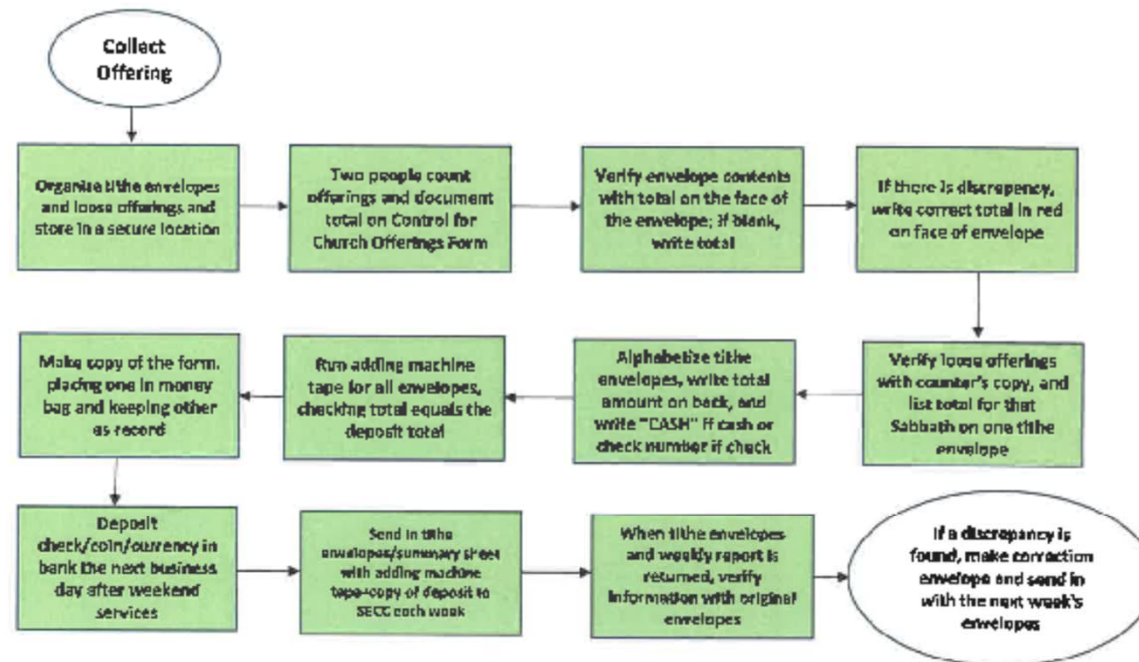 Collect
Offering
Organize tithe envelopes
and loose offerings and
store in a secure location
Two people count
offerings and document
total on Control for
Church Offerings Form
Verify envelope contents
with total on the face of
the envelope; if blank,
write total
If there is discrepency,
write correct total in red
on face of envelope
Verify loose offerings
with counter's copy, and
list total for that
Sabbath on one tithe
envelope
Alphabetize tithe
envelopes, write total
amount on back, and
write "CASH" if cash or
check number if check
Run adding machine
tape for all envelopes,
checking total equals the
deposit total
Make copy of the form,
placing one in money
bag and keeping other
as record
Deposit
check/coin/currency in
bank the next business
day after weekend
services
Send in tithe
envelopes/summary sheet
with adding machine
tape+copy of deposit to
SECC each week
When tithe envelopes
and weekly report is
returned, verify
information with original
envelopes
If a discrepancy is
found, make correction
envelope and send in
with the next week's
envelopes